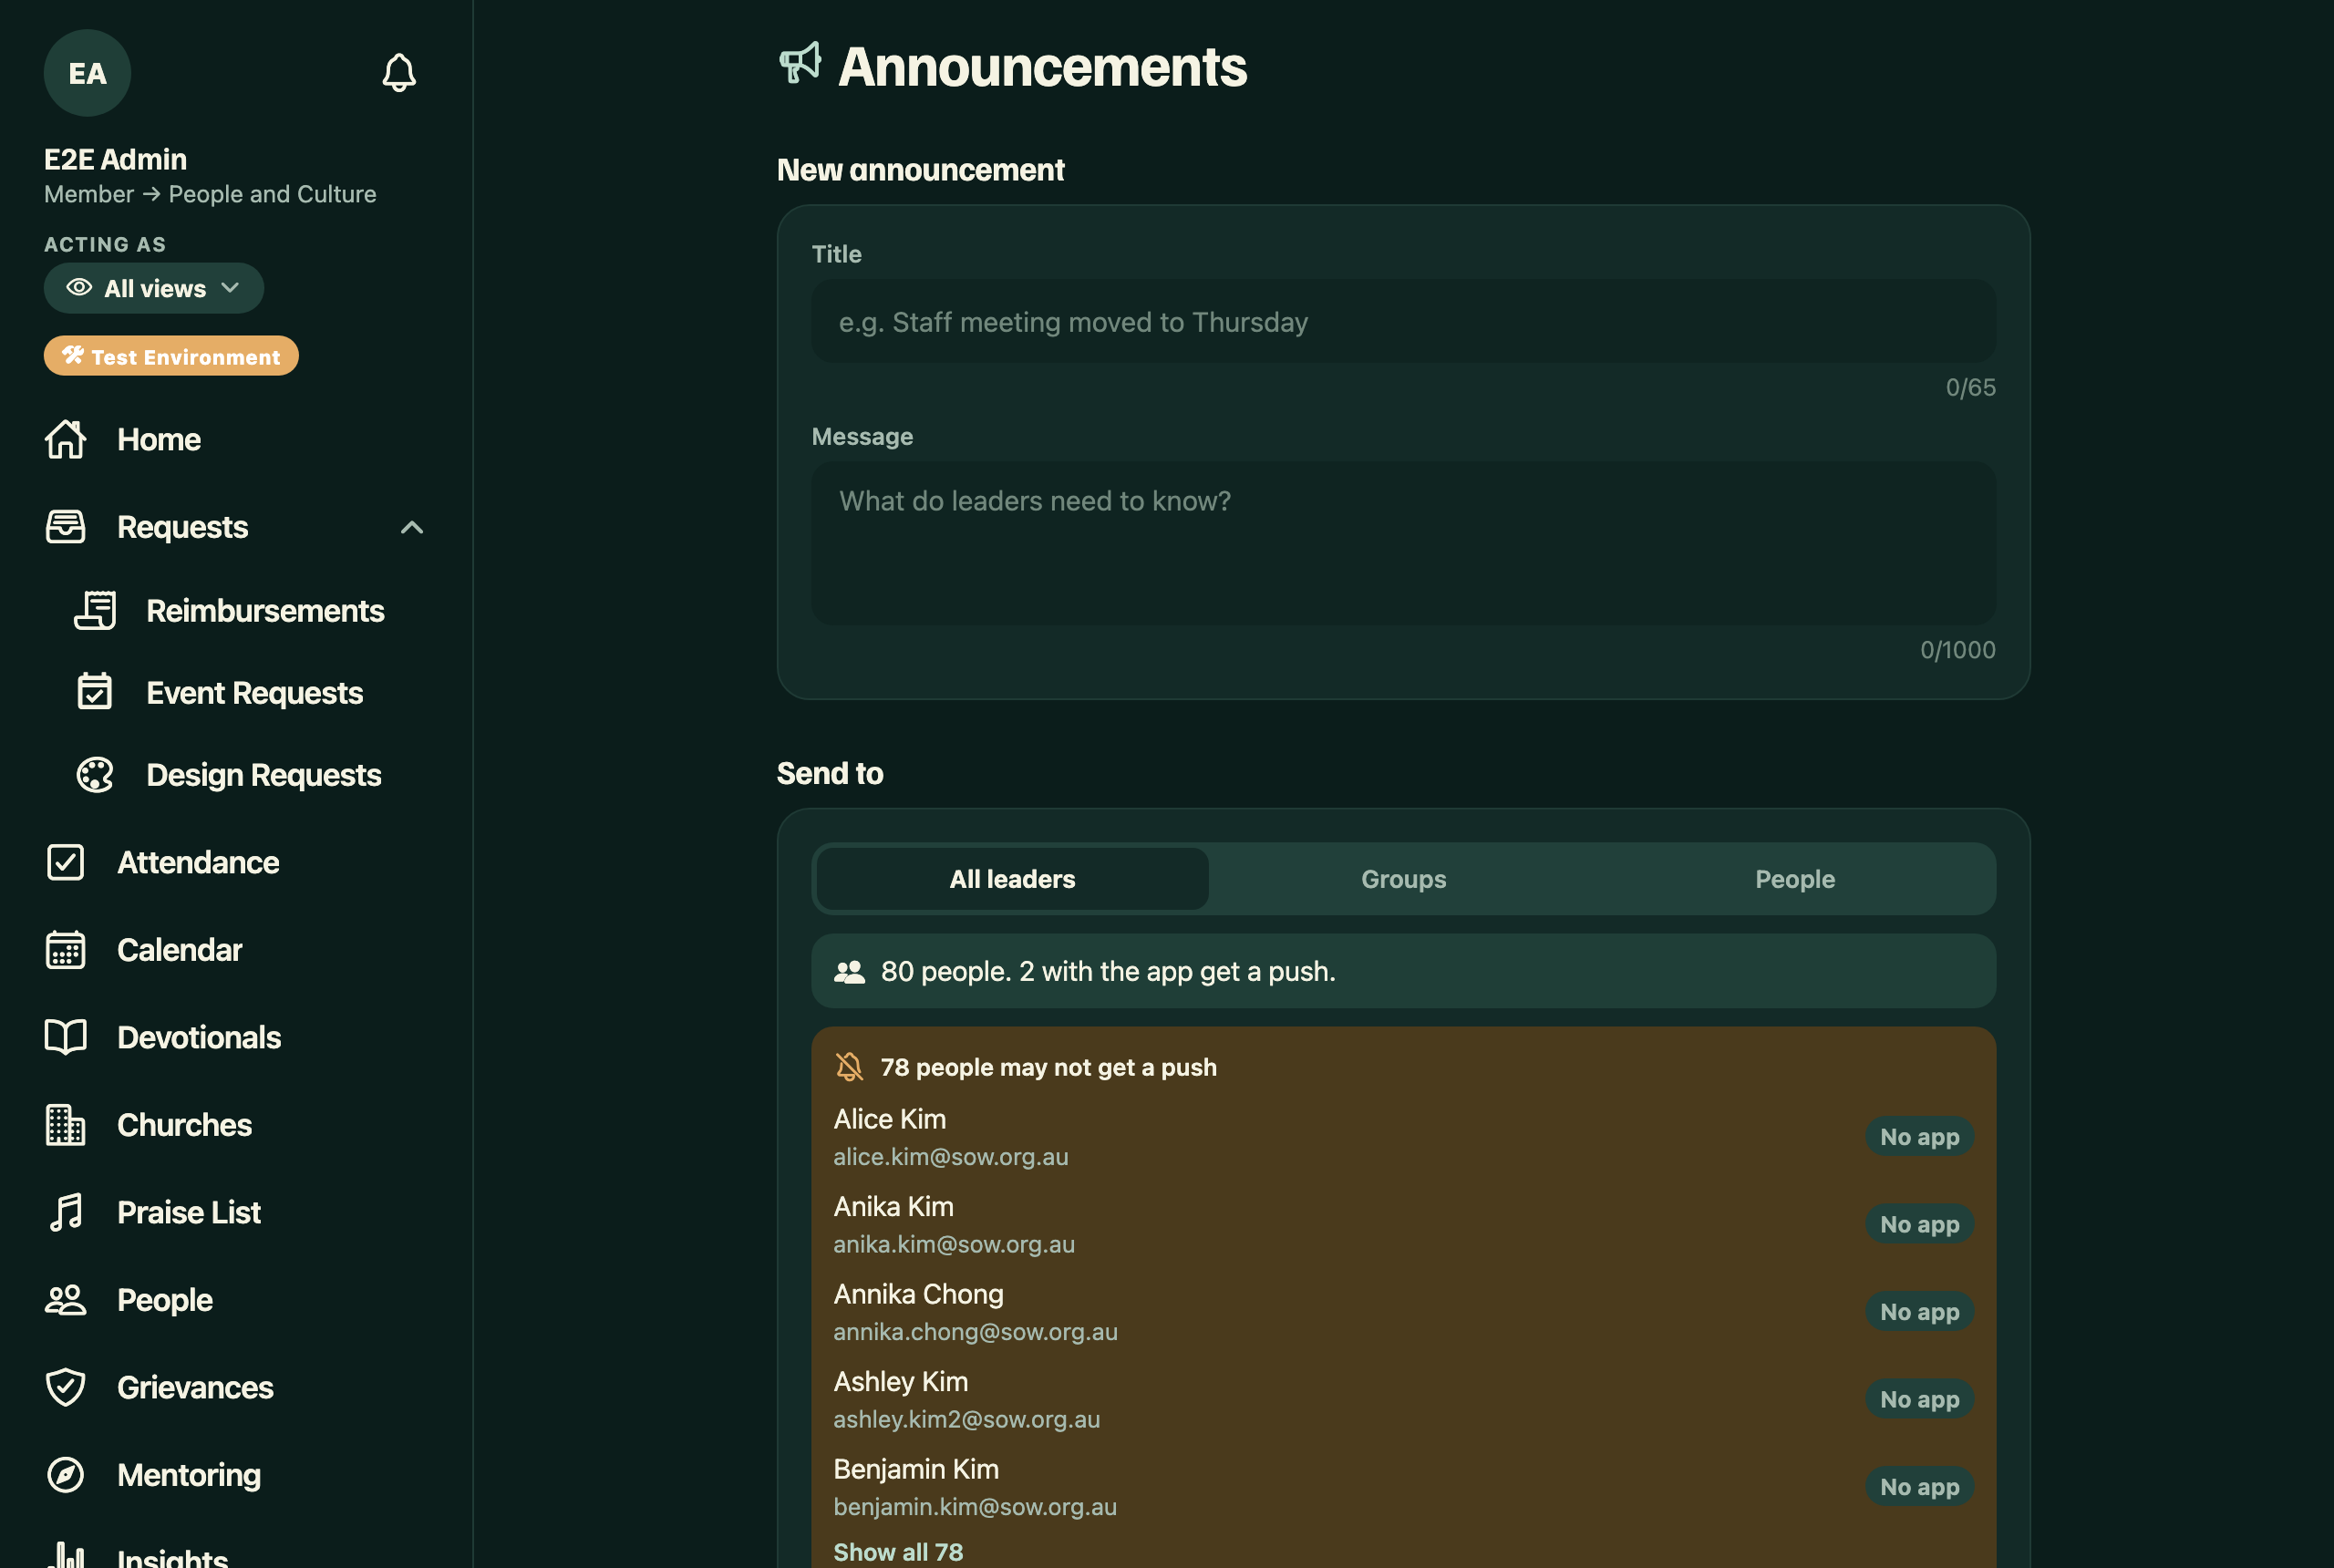 EA
E2E Admin
Member → People and Culture
ACTING AS
All views
Test Environment
Home
Requests
Reimbursements
Event Requests
Design Requests
Attendance
Calendar
Devotionals
Churches
Praise List
People
Grievances
Mentoring
Insights
Announcements
New announcement
Title
e.g. Staff meeting moved to Thursday
0/65
Message
What do leaders need to know?
0/1000
Send to
All leaders
Groups
People
80 people. 2 with the app get a push.
78 people may not get a push
Alice Kim
No app
alice.kim@sow.org.au
Anika Kim
No app
anika.kim@sow.org.au
Annika Chong
No app
annika.chong@sow.org.au
Ashley Kim
No app
ashley.kim2@sow.org.au
Benjamin Kim
No app
benjamin.kim@sow.org.au
Show all 78